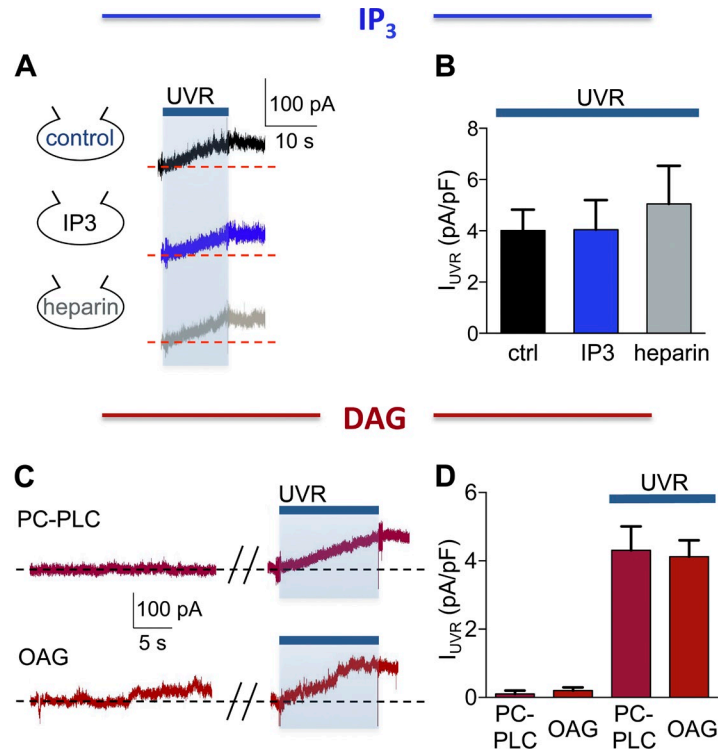 IP3
A
UVR
100 pA
10 s
control
IP3
heparin
B
UVR
IUVR (pA/pF)
8
6
4
2
0
ctrl IP3 heparin
DAG
C
UVR
PC-PLC
100 pA
5 s
OAG
D
UVR
IUVR (pA/pF)
6
4
2
0
PC-
PLC
OAG
PC-
PLC
OAG